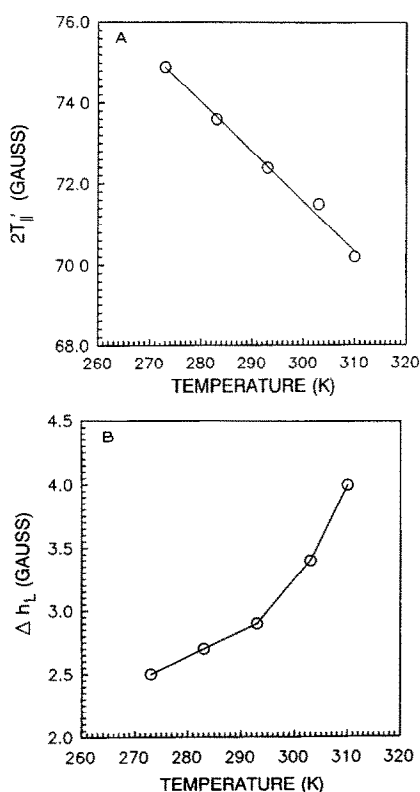 A
76.0
74.0
72.0
70 0
68.0
2T∥′ (GAUSS)
260 270 280 290 300 310 320
TEMPERATURE (K)
B
4.5
4.0
3.5
3.0
2.5
2.0
Δ hL (GAUSS)
260 270 280 290 300 310 320
TEMPERATURE (K)